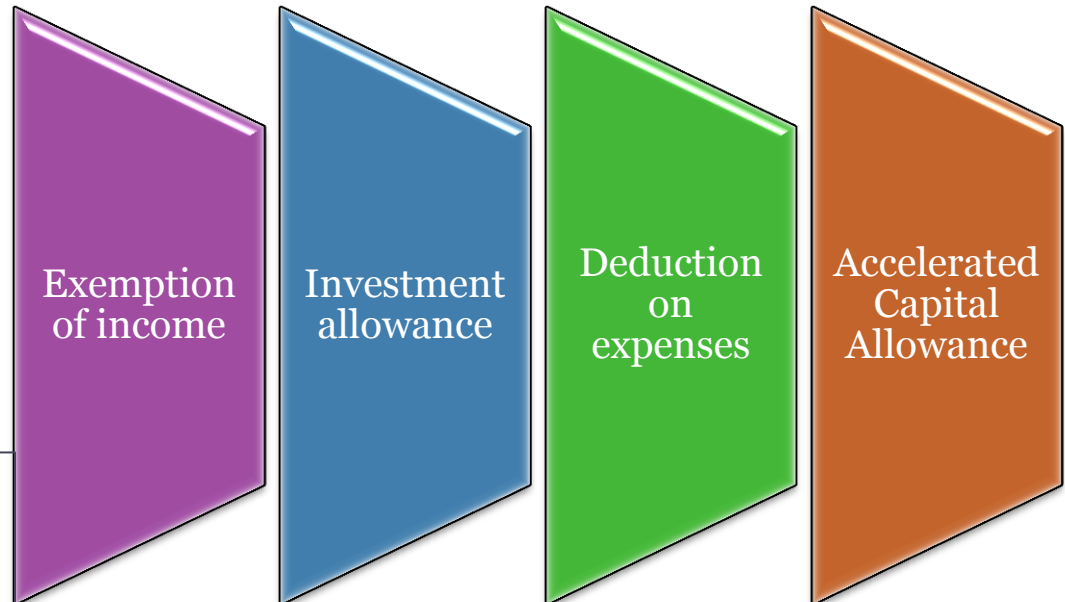 Exemption
of income
Investment
allowance
Deduction
on
expenses
Accelerated
Capital
Allowance